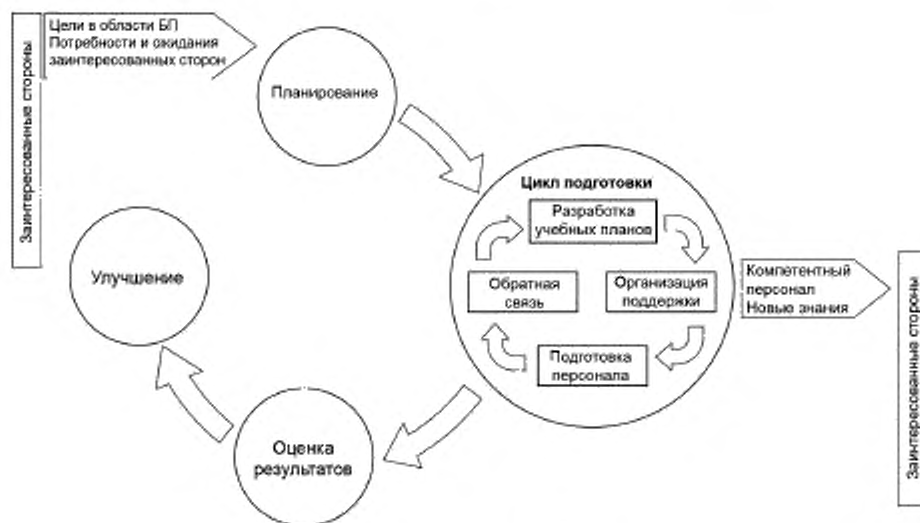 Заинтересованные стороны
Цели в области БП
Потребности и ожидания
заинтересованных сторон
Планирование
Цикл подготовки
Разработка
учебных планов
Организация
поддержки
Подготовка
персонала
Обратная
связь
Компетентный
персонал
Новые знания
Заинтересованные стороны
Оценка
результатов
Улучшение